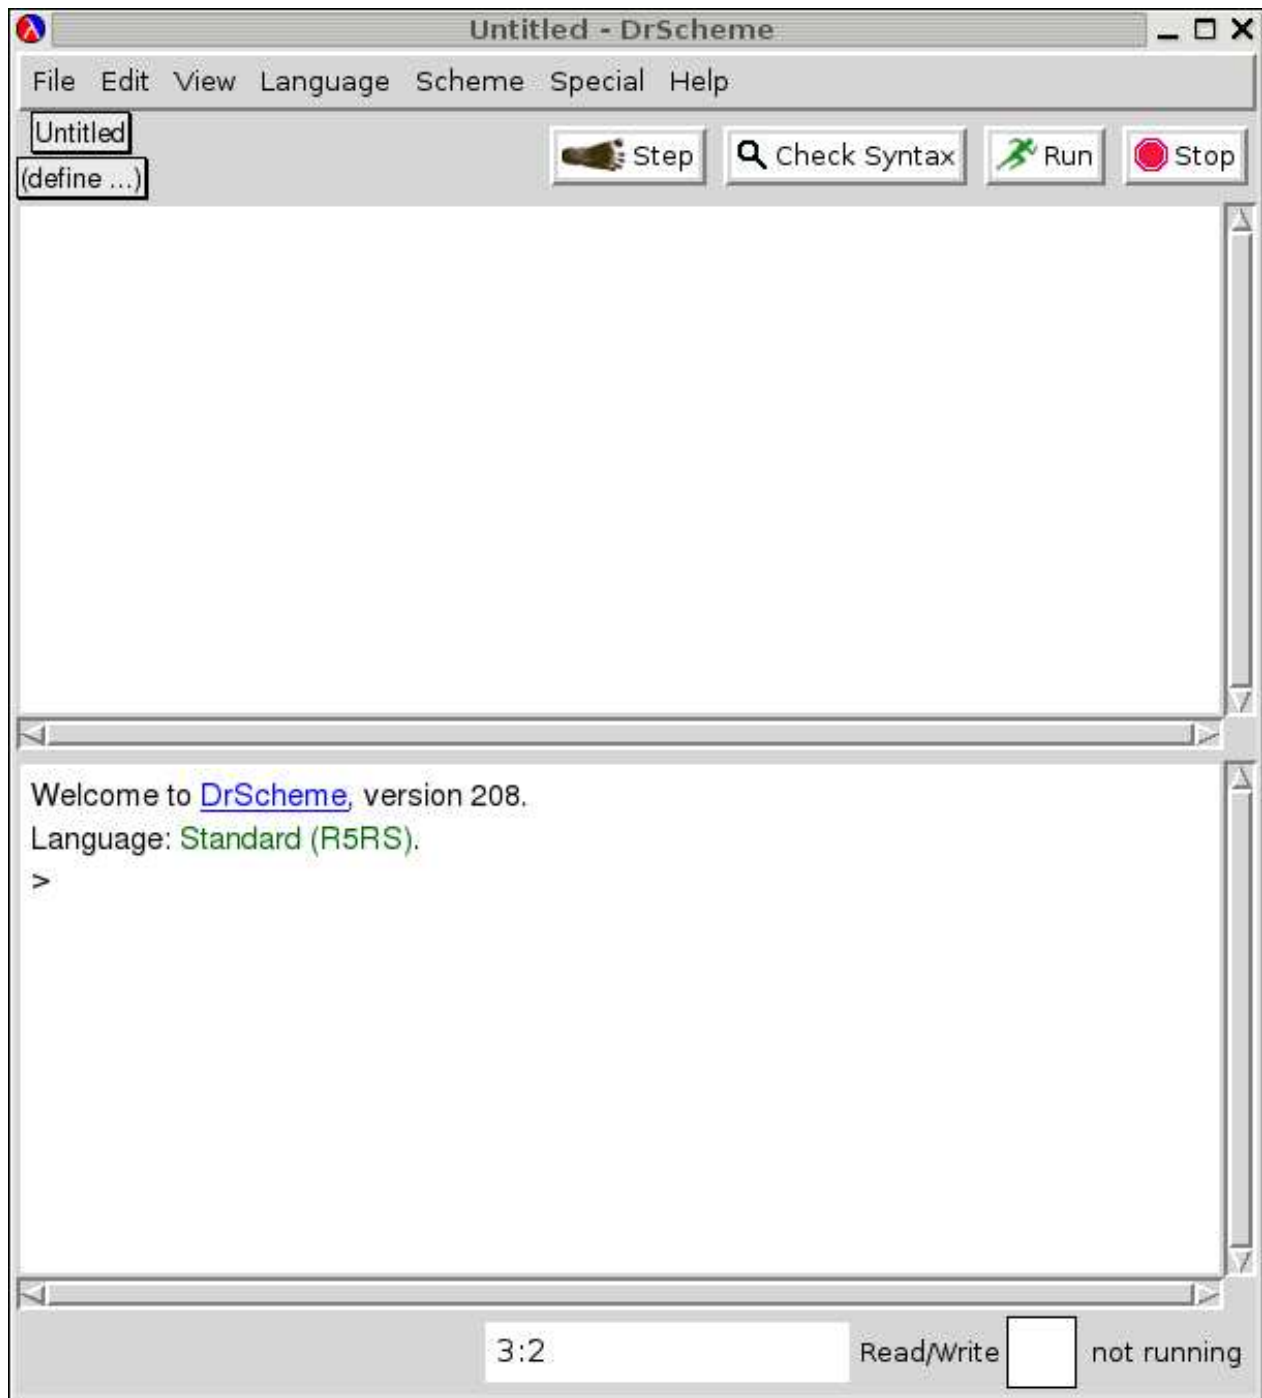 Untitled - DrScheme
File Edit View Language Scheme Special Help
Untitled
(define ...)
Step Check Syntax Run Stop
Welcome to DrScheme, version 208.
Language: Standard (R5RS).
>
3:2 Read/Write not running